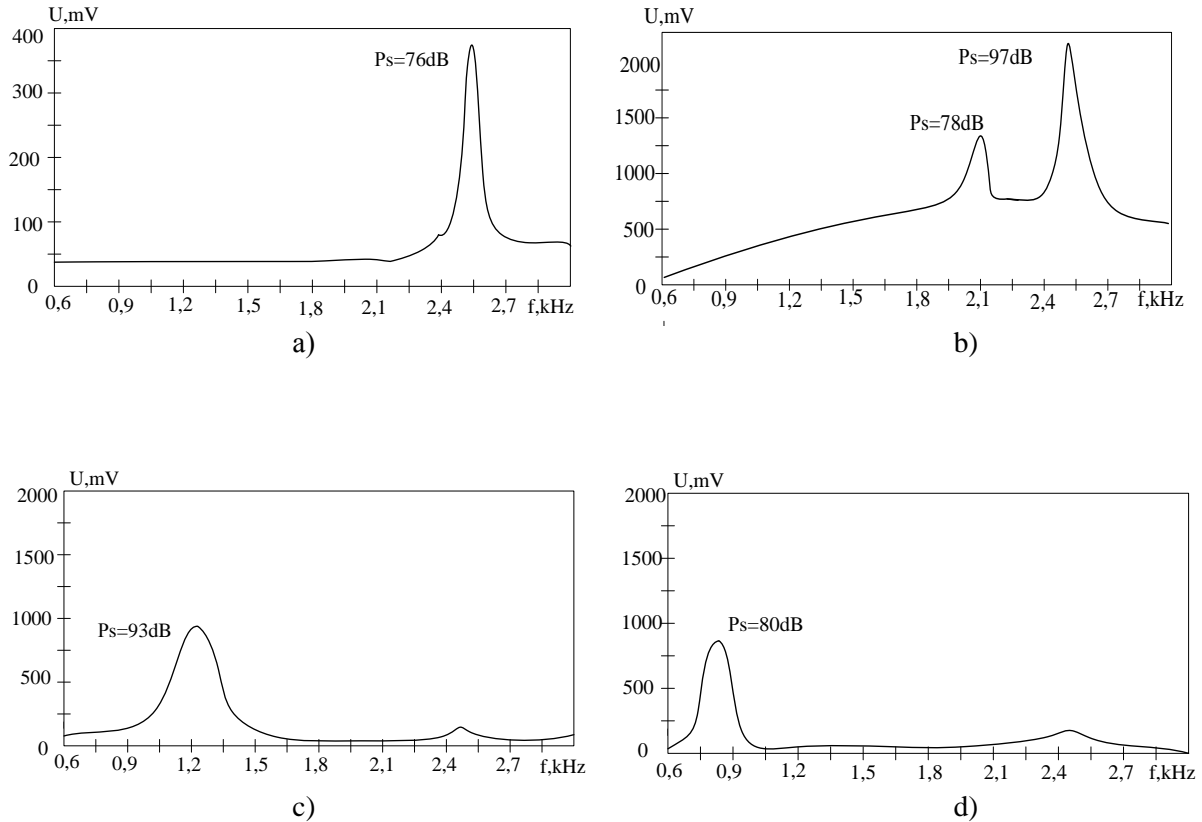 U,mV
400
300
200
100
0
Ps=76dB
0,6 0,9 1,2 1,5 1,8 2,1 2,4 2,7 f,kHz
a)
U,mV
2000
1500
1000
500
0
Ps=97dB
Ps=78dB
0,6 0,9 1,2 1,5 1,8 2,1 2,4 2,7 f,kHz
b)
U,mV
2000
1500
1000
500
0
Ps=93dB
0,6 0,9 1,2 1,5 1,8 2,1 2,4 2,7 f,kHz
c)
U,mV
2000
1500
1000
500
0
Ps=80dB
0,6 0,9 1,2 1,5 1,8 2,1 2,4 2,7 f,kHz
d)